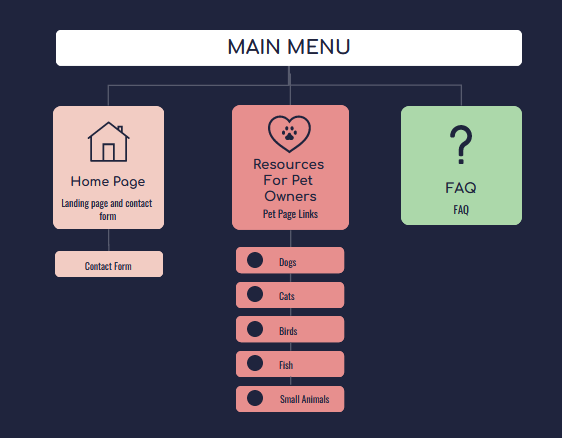 MAIN MENU
Home Page
Landing page and contact
form
Contact Form
Resources
For Pet
Owners
Pet Page Links
Dogs
Cats
Birds
Fish
Small Animals
?
FAQ
FAQ